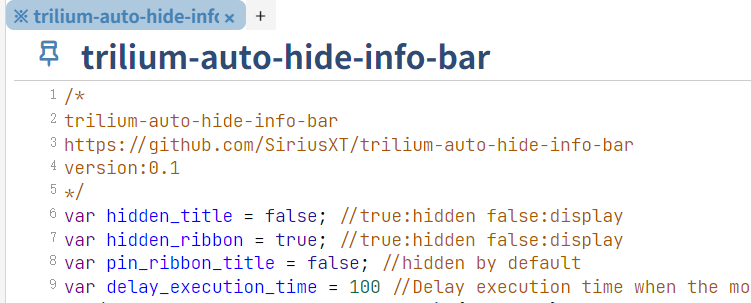 ※ trilium-auto-hide-info × +
trilium-auto-hide-info-bar
1 /*
2 trilium-auto-hide-info-bar
3 https://github.com/SiriusXT/trilium-auto-hide-info-bar
4 version:0.1
5 */
6 var hidden_title = false; //true:hidden false:display
7 var hidden_ribbon = true; //true:hidden false:display
8 var pin_ribbon_title = false; //hidden by default
9 var delay_execution_time = 100 //Delay execution time when the mo